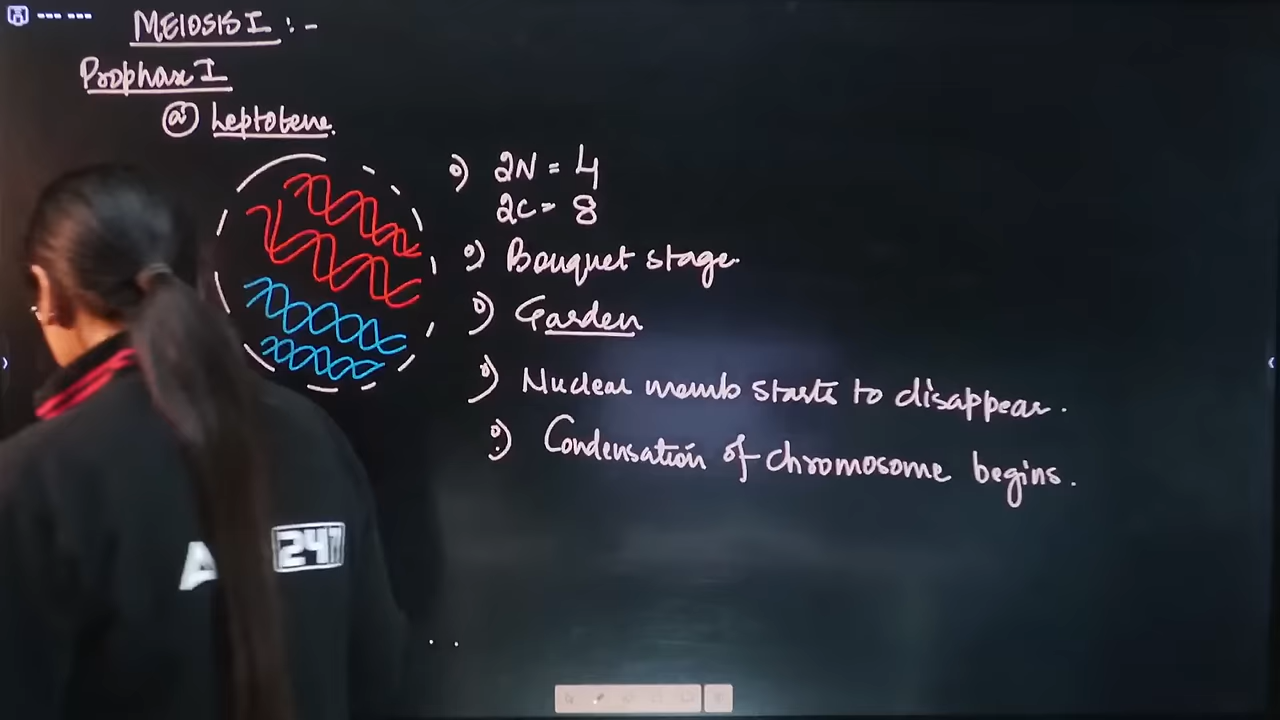 MEIOSIS I :-
Prophase I
ⓐ Leptotene.
2N = 4
2C = 8
Bouquet stage.
Garden
Nuclear memb starts to disappear.
Condensation of chromosome begins.
A 247